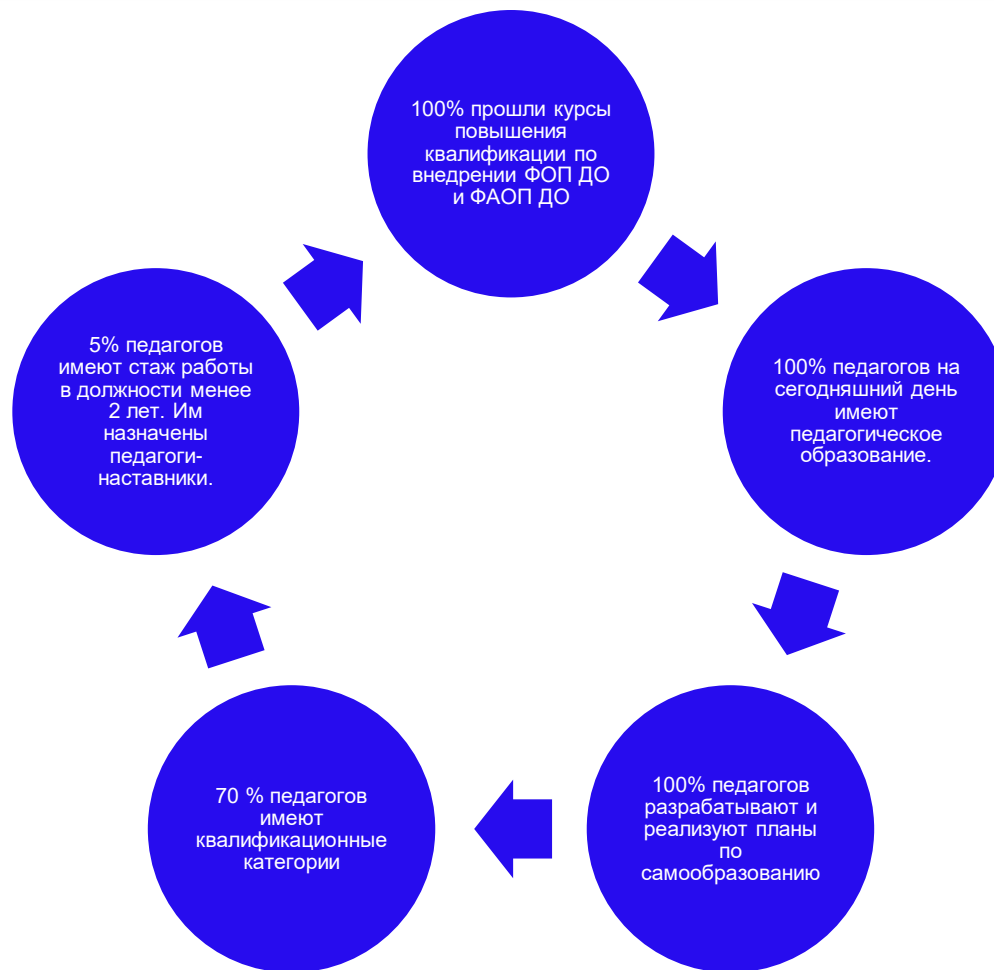 100% прошли курсы
повышения
квалификации по
внедрении ФОП ДО
и ФАОП ДО
100% педагогов на
сегодняшний день
имеют
педагогическое
образование.
100% педагогов
разрабатывают и
реализуют планы
по
самообразованию
70 % педагогов
имеют
квалификационные
категории
5% педагогов
имеют стаж работы
в должности менее
2 лет. Им
назначены
педагоги-
наставники.